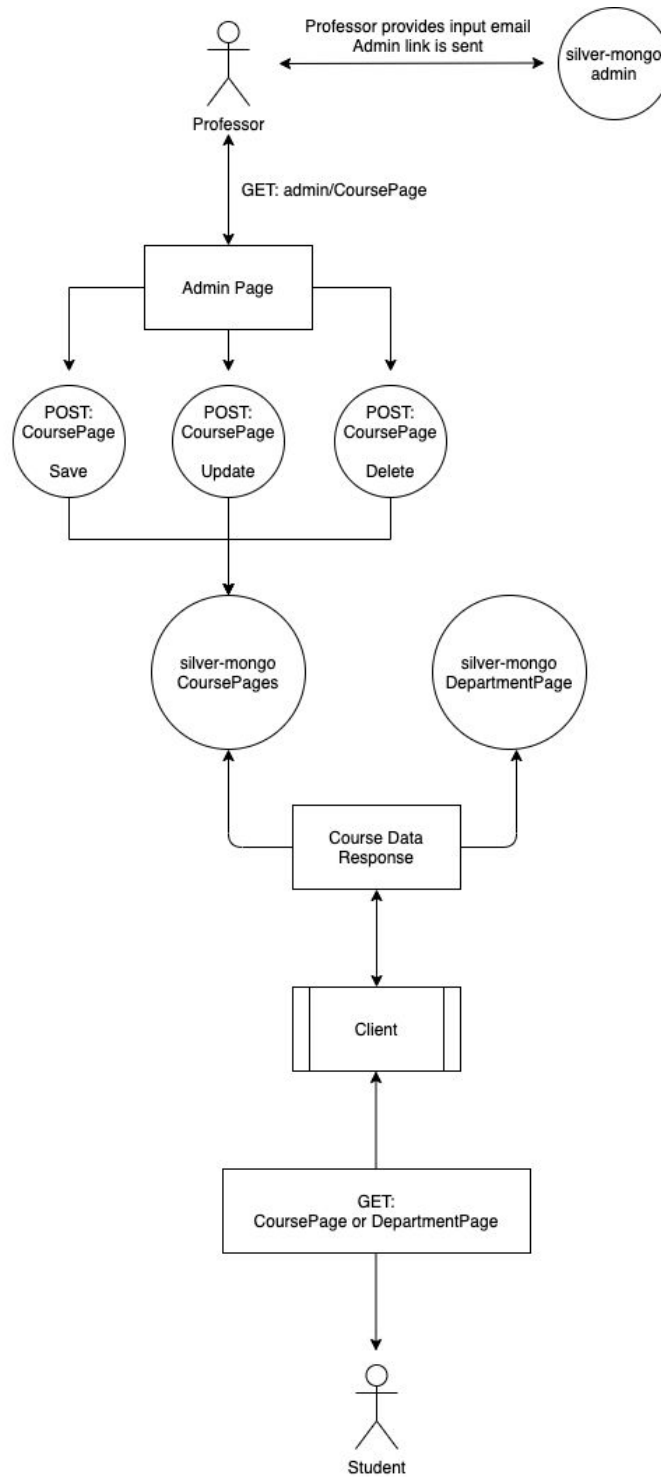 Professor provides input email
Admin link is sent
silver-mongo
admin
Professor
GET: admin/CoursePage
Admin Page
POST:
CoursePage
Save
POST:
CoursePage
Update
POST:
CoursePage
Delete
silver-mongo
CoursePages
silver-mongo
DepartmentPage
Course Data
Response
Client
GET:
CoursePage or DepartmentPage
Student